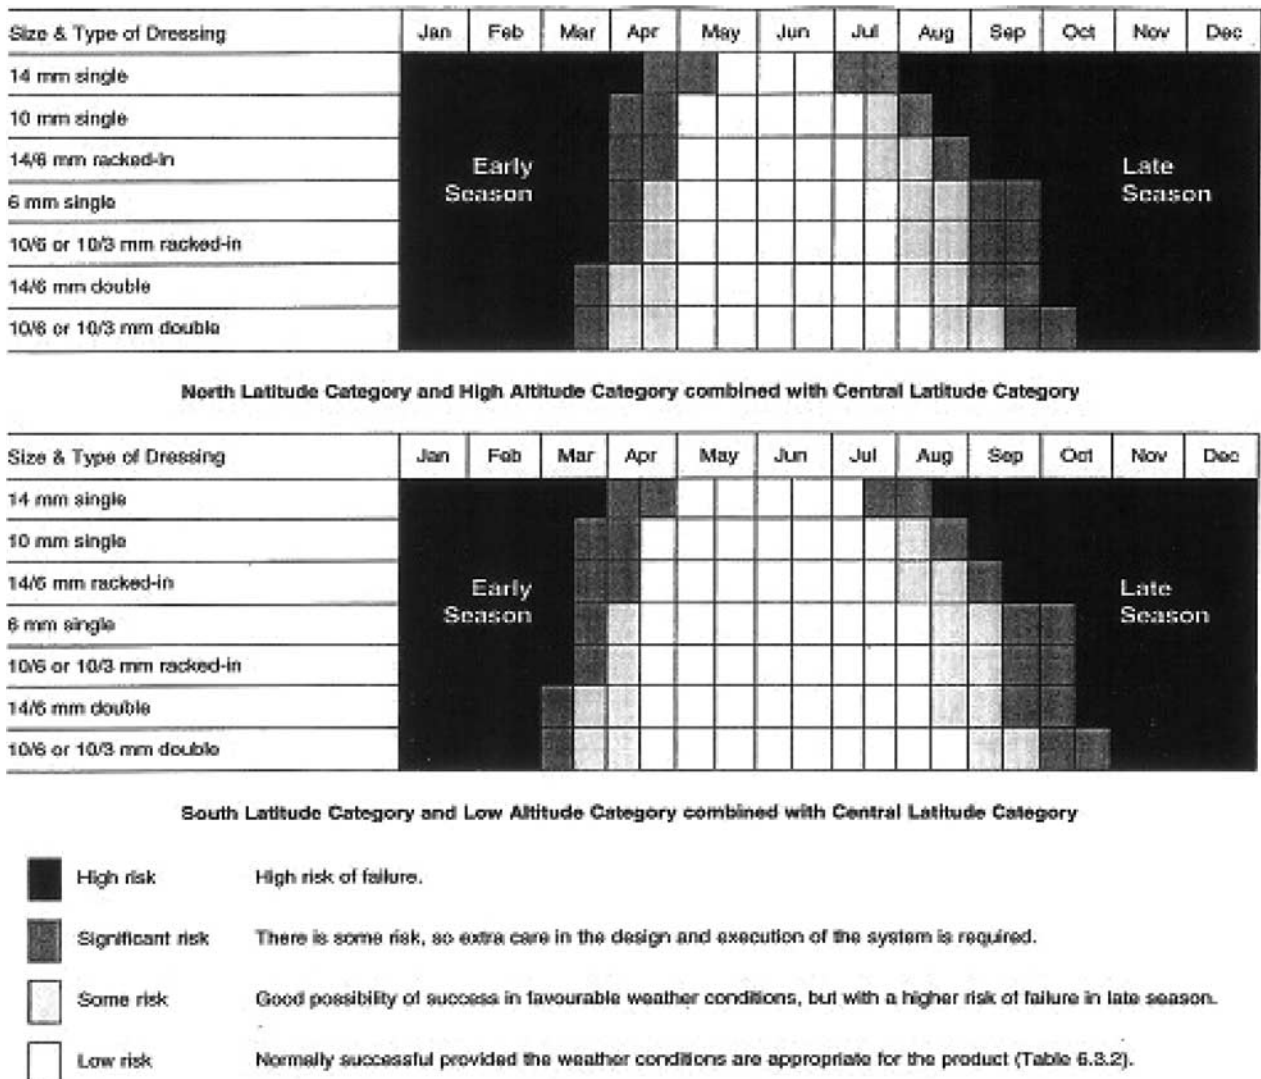 Size & Type of Dressing Jan Feb Mar Apr May Jun Jul Aug Sep Oct Nov Dec
14 mm single
10 mm single
14/6 mm racked-in
6 mm single
10/6 or 10/3 mm racked-in
14/6 mm double
10/6 or 10/3 mm double
Early
Season
Late
Season
North Latitude Category and High Altitude Category combined with Central Latitude Category
Size & Type of Dressing Jan Feb Mar Apr May Jun Jul Aug Sep Oct Nov Dec
14 mm single
10 mm single
14/6 mm racked-in
6 mm single
10/6 or 10/3 mm racked-in
14/6 mm double
10/6 or 10/3 mm double
Early
Season
Late
Season
South Latitude Category and Low Altitude Category combined with Central Latitude Category
High risk High risk of failure.
Significant risk There is some risk, so extra care in the design and execution of the system is required.
Some risk Good possibility of success in favourable weather conditions, but with a higher risk of failure in late season.
Low risk Normally successful provided the weather conditions are appropriate for the product (Table 6.3.2).